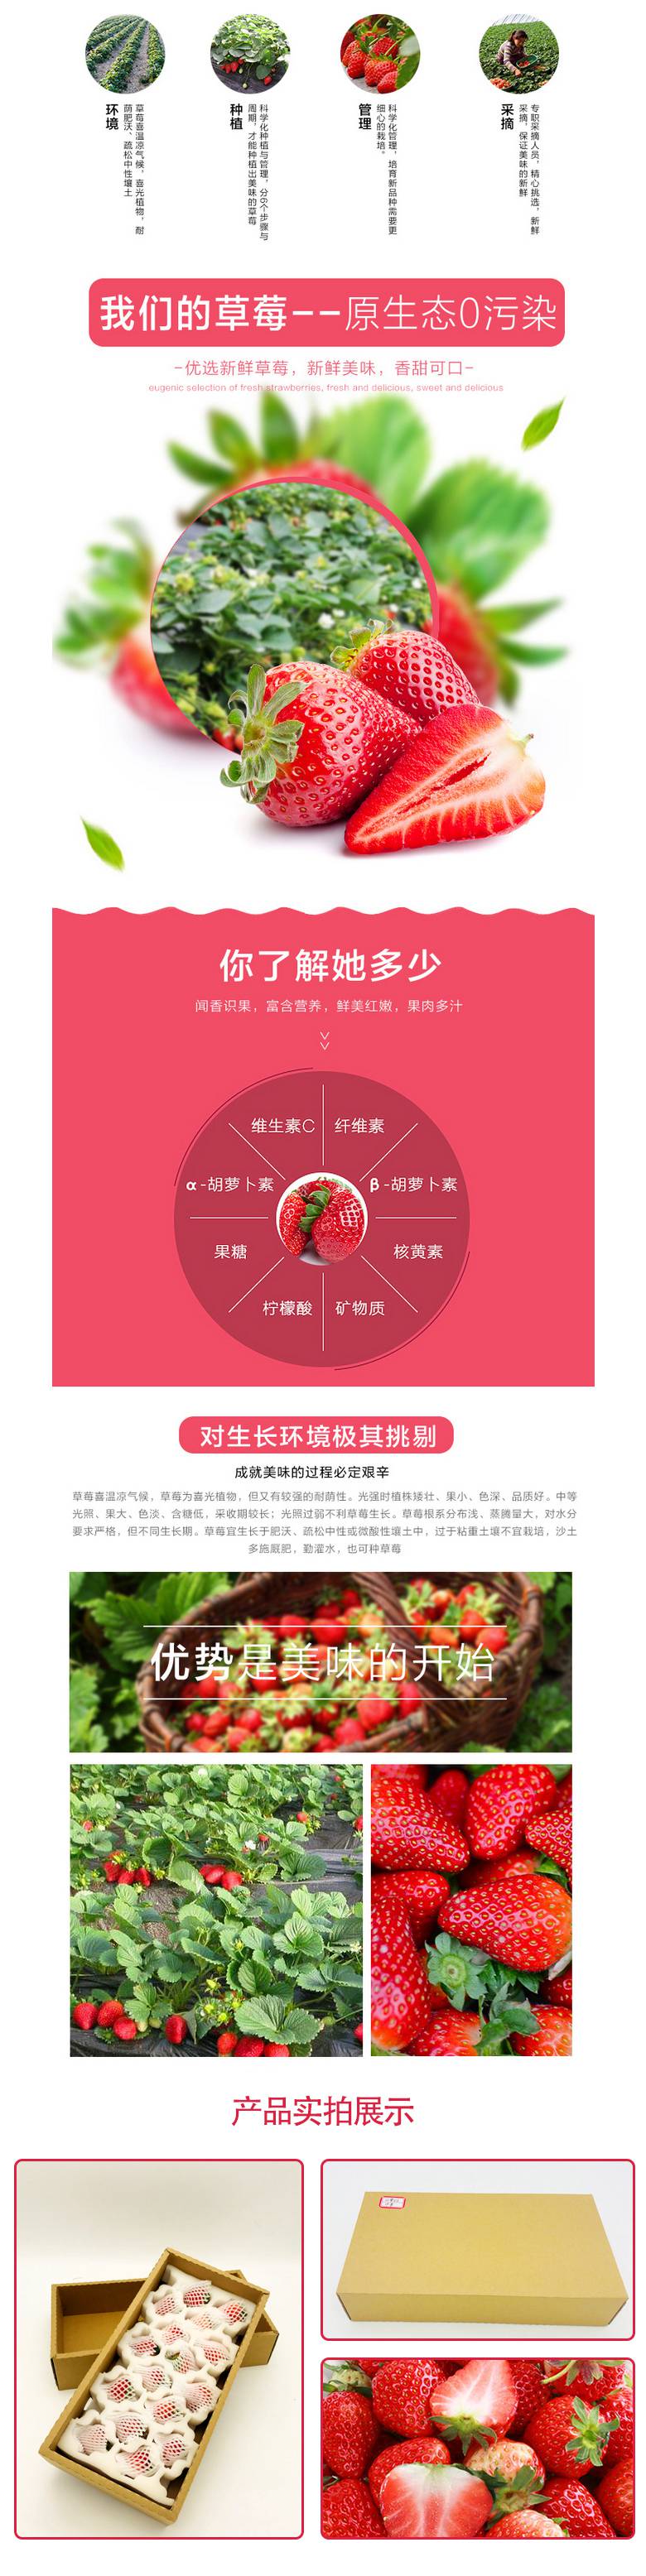 环境
草莓喜温凉气候，喜光植物，耐
荫肥沃、疏松中性壤土
种植
科学化种植与管理，分6个步骤与
周期，才能种植出美味的草莓
管理
科学化管理，培育新品种需要更
细心的栽培。
采摘
专职采摘人员，精心挑选，新鲜
采摘，保证美味的新鲜
我们的草莓--原生态0污染
-优选新鲜草莓，新鲜美味，香甜可口-
eugenic selection of fresh strawberries, fresh and delicious, sweet and delicious
你了解她多少
闻香识果，富含营养，鲜美红嫩，果肉多汁
维生素C
纤维素
α-胡萝卜素
β-胡萝卜素
果糖
核黄素
柠檬酸
矿物质
对生长环境极其挑剔
成就美味的过程必定艰辛
草莓喜温凉气候，草莓为喜光植物，但又有较强的耐荫性。光强时植株矮壮、果小、色深、品质好。中等
光照、果大、色淡、含糖低，采收期较长；光照过弱不利草莓生长。草莓根系分布浅、蒸腾量大，对水分
要求严格，但不同生长期。草莓宜生长于肥沃、疏松中性或微酸性壤土中，过于粘重土壤不宜栽培，沙土
多施厩肥，勤灌水，也可种草莓
优势是美味的开始
产品实拍展示